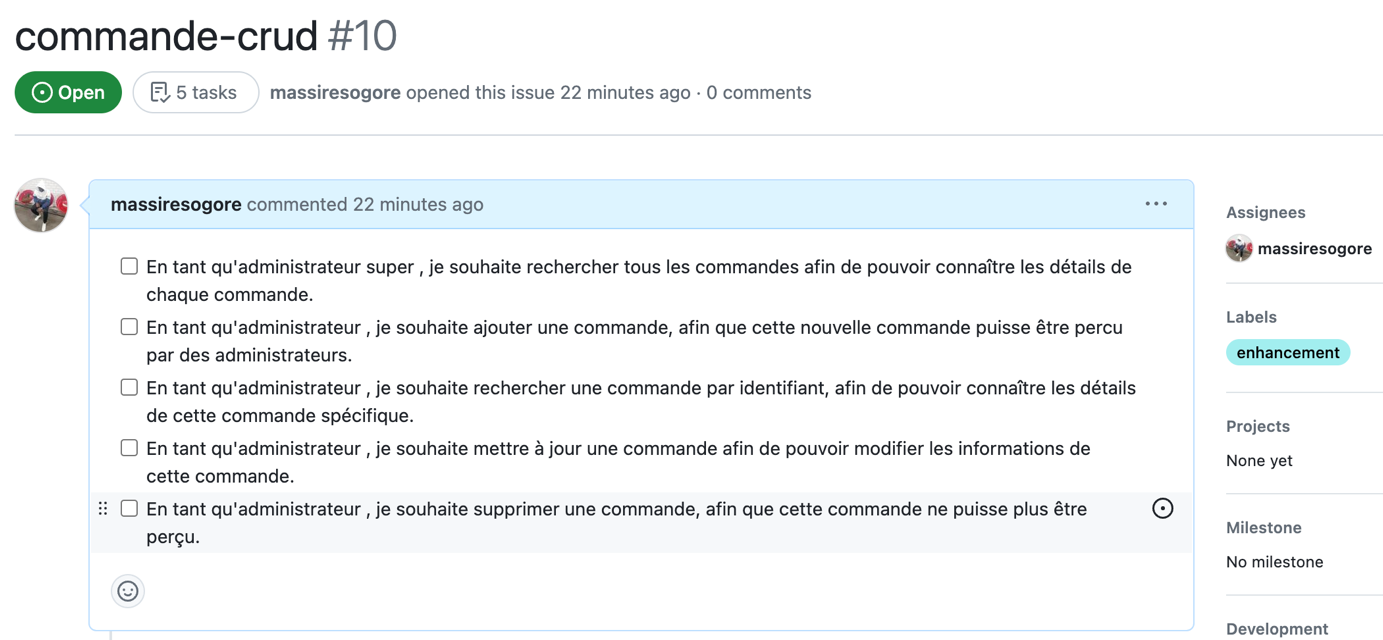 commande-crud #10
Open
5 tasks
massiresogore opened this issue 22 minutes ago · 0 comments
massiresogore commented 22 minutes ago
En tant qu'administrateur super , je souhaite rechercher tous les commandes afin de pouvoir connaître les détails de
chaque commande.
En tant qu'administrateur , je souhaite ajouter une commande, afin que cette nouvelle commande puisse être percu
par des administrateurs.
En tant qu'administrateur , je souhaite rechercher une commande par identifiant, afin de pouvoir connaître les détails
de cette commande spécifique.
En tant qu'administrateur , je souhaite mettre à jour une commande afin de pouvoir modifier les informations de
cette commande.
En tant qu'administrateur , je souhaite supprimer une commande, afin que cette commande ne puisse plus être
perçu.
Assignees
massiresogore
Labels
enhancement
Projects
None yet
Milestone
No milestone
Development